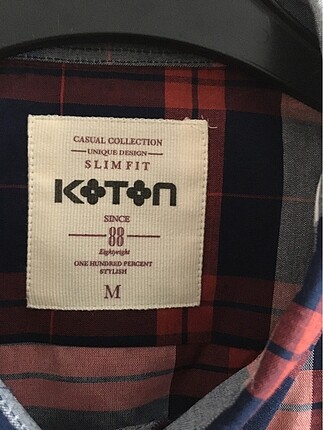 CASUAL COLLECTION
UNIQUE DESIGN
SLIM FIT
KOTON
SINCE
88
Eightyeight
ONE HUNDRED PERCENT
STYLISH
M